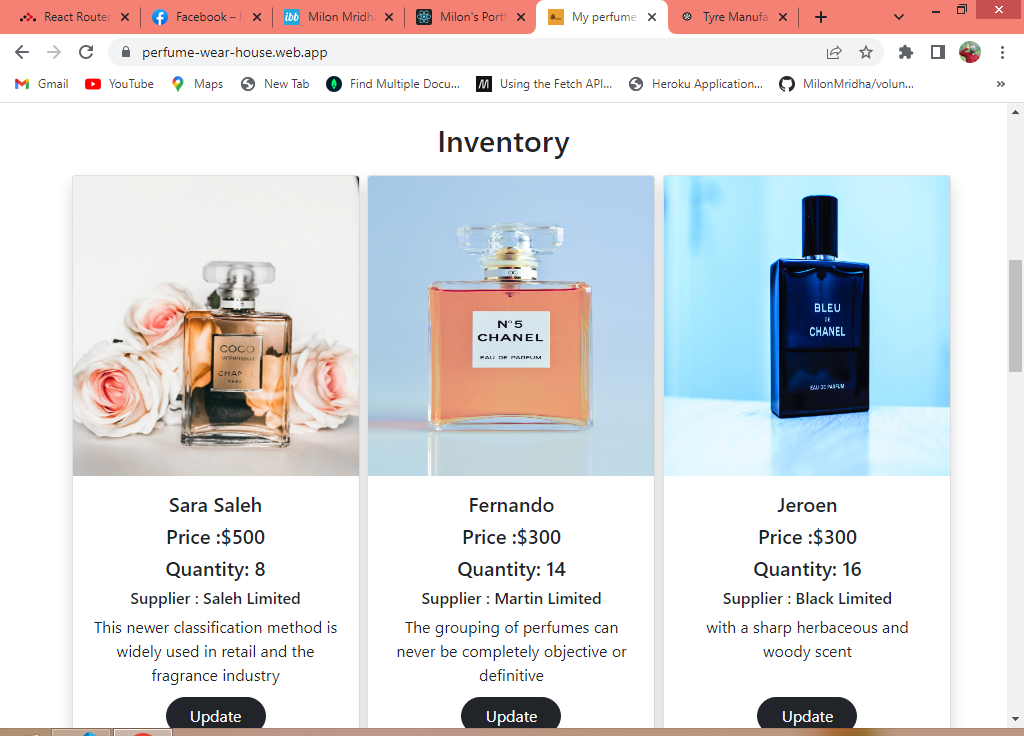 React Router
Facebook –
Milon Mridh
Milon's Portf
My perfume
Tyre Manufa
perfume-wear-house.web.app
Gmail
YouTube
Maps
New Tab
Find Multiple Docu...
Using the Fetch API...
Heroku Application...
MilonMridha/volun...
»
Inventory
COCO
CHANEL
PARIS
N°5
CHANEL
EAU DE PARFUM
BLEU
DE
CHANEL
EAU DE PARFUM
Sara Saleh
Price :$500
Quantity: 8
Supplier : Saleh Limited
This newer classification method is
widely used in retail and the
fragrance industry
Update
Fernando
Price :$300
Quantity: 14
Supplier : Martin Limited
The grouping of perfumes can
never be completely objective or
definitive
Update
Jeroen
Price :$300
Quantity: 16
Supplier : Black Limited
with a sharp herbaceous and
woody scent
Update